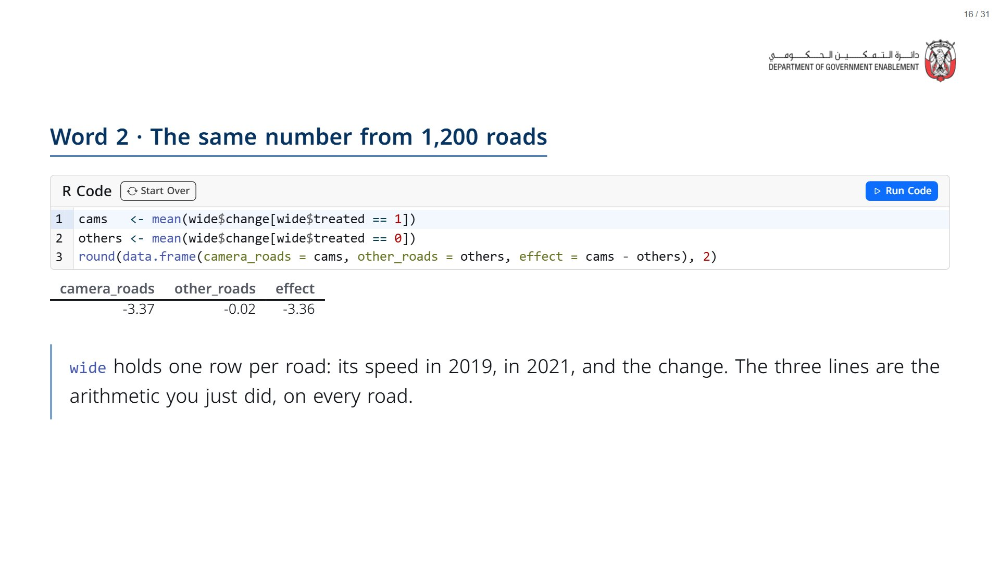 16 / 31
دائـــرة الـتـمـكـــــيـن الـحـــكـــــومـــي
DEPARTMENT OF GOVERNMENT ENABLEMENT
Word 2 · The same number from 1,200 roads
R Code Start Over Run Code
1 cams   <- mean(wide$change[wide$treated == 1])
2 others <- mean(wide$change[wide$treated == 0])
3 round(data.frame(camera_roads = cams, other_roads = others, effect = cams - others), 2)
camera_roads other_roads effect
-3.37 -0.02 -3.36
wide holds one row per road: its speed in 2019, in 2021, and the change. The three lines are the
arithmetic you just did, on every road.